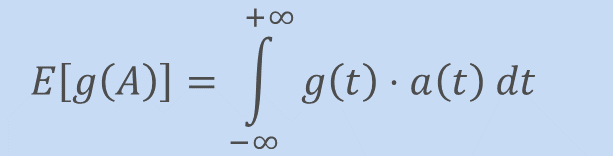 E[g(A)] = ∫_{−∞}^{+∞} g(t) · a(t) dt